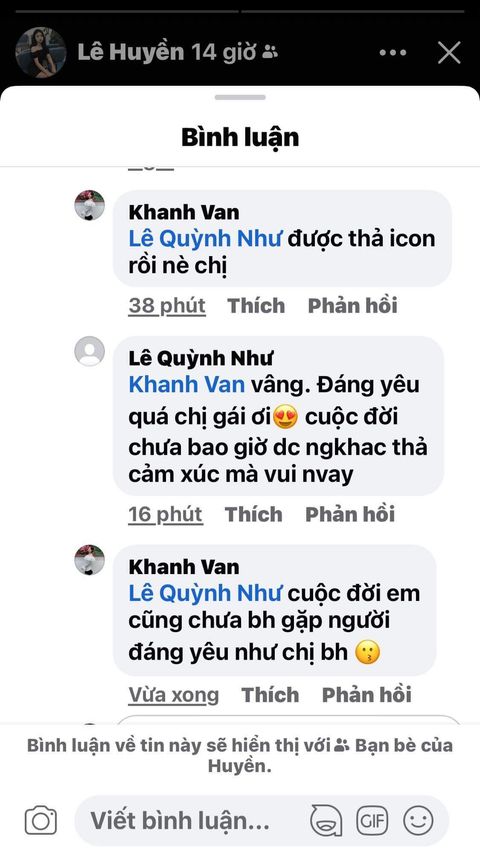 Lê Huyền 14 giờ
Bình luận
Khanh Van
Lê Quỳnh Như được thả icon
rồi nè chị
38 phút Thích Phản hồi
Lê Quỳnh Như
Khanh Van vâng. Đáng yêu
quá chị gái ơi😍 cuộc đời
chưa bao giờ dc ngkhac thả
cảm xúc mà vui nvay
16 phút Thích Phản hồi
Khanh Van
Lê Quỳnh Như cuộc đời em
cũng chưa bh gặp người
đáng yêu như chị bh 😗
Vừa xong Thích Phản hồi
Bình luận về tin này sẽ hiển thị với Bạn bè của
Huyền.
Viết bình luận... GIF